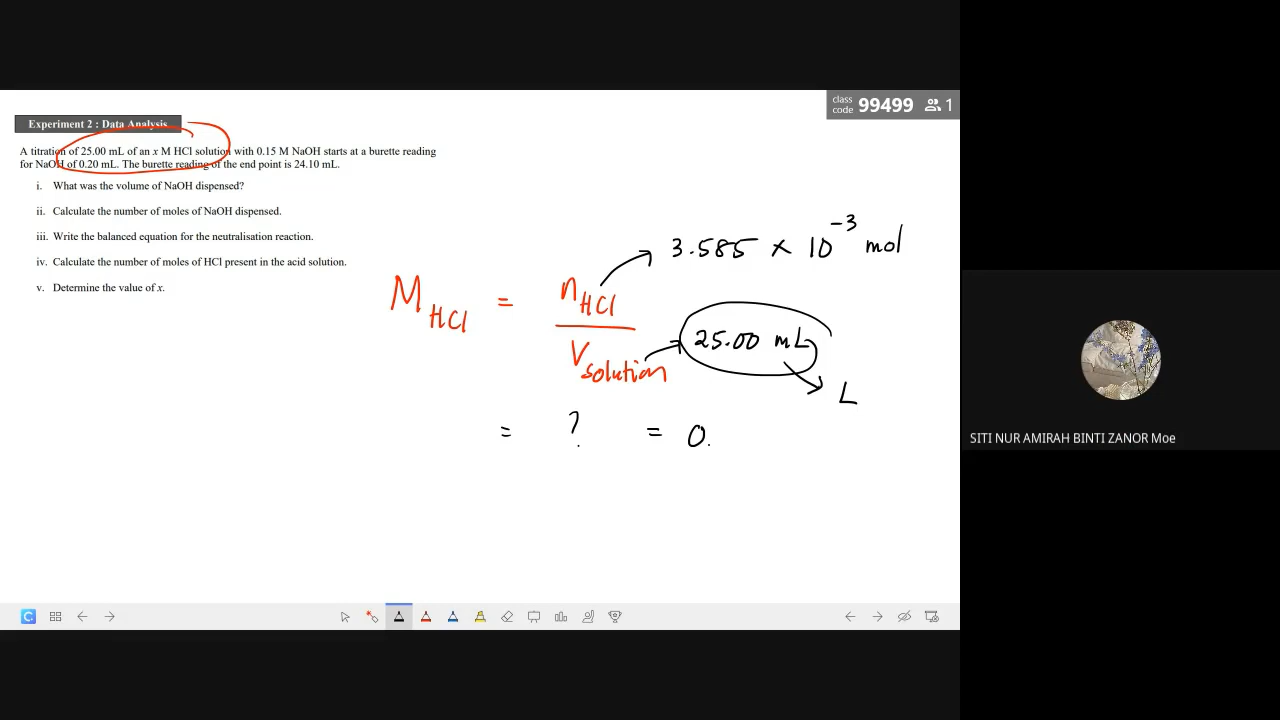 class code 99499 1
Experiment 2 : Data Analysis
A titration of 25.00 mL of an x M HCl solution with 0.15 M NaOH starts at a burette reading
for NaOH of 0.20 mL. The burette reading of the end point is 24.10 mL.
i. What was the volume of NaOH dispensed?
ii. Calculate the number of moles of NaOH dispensed.
iii. Write the balanced equation for the neutralisation reaction.
iv. Calculate the number of moles of HCl present in the acid solution.
v. Determine the value of x.
3.585 × 10⁻³ mol
M HCl = n HCl
V solution
25.00 mL
L
= ? = 0.
SITI NUR AMIRAH BINTI ZANOR Moe